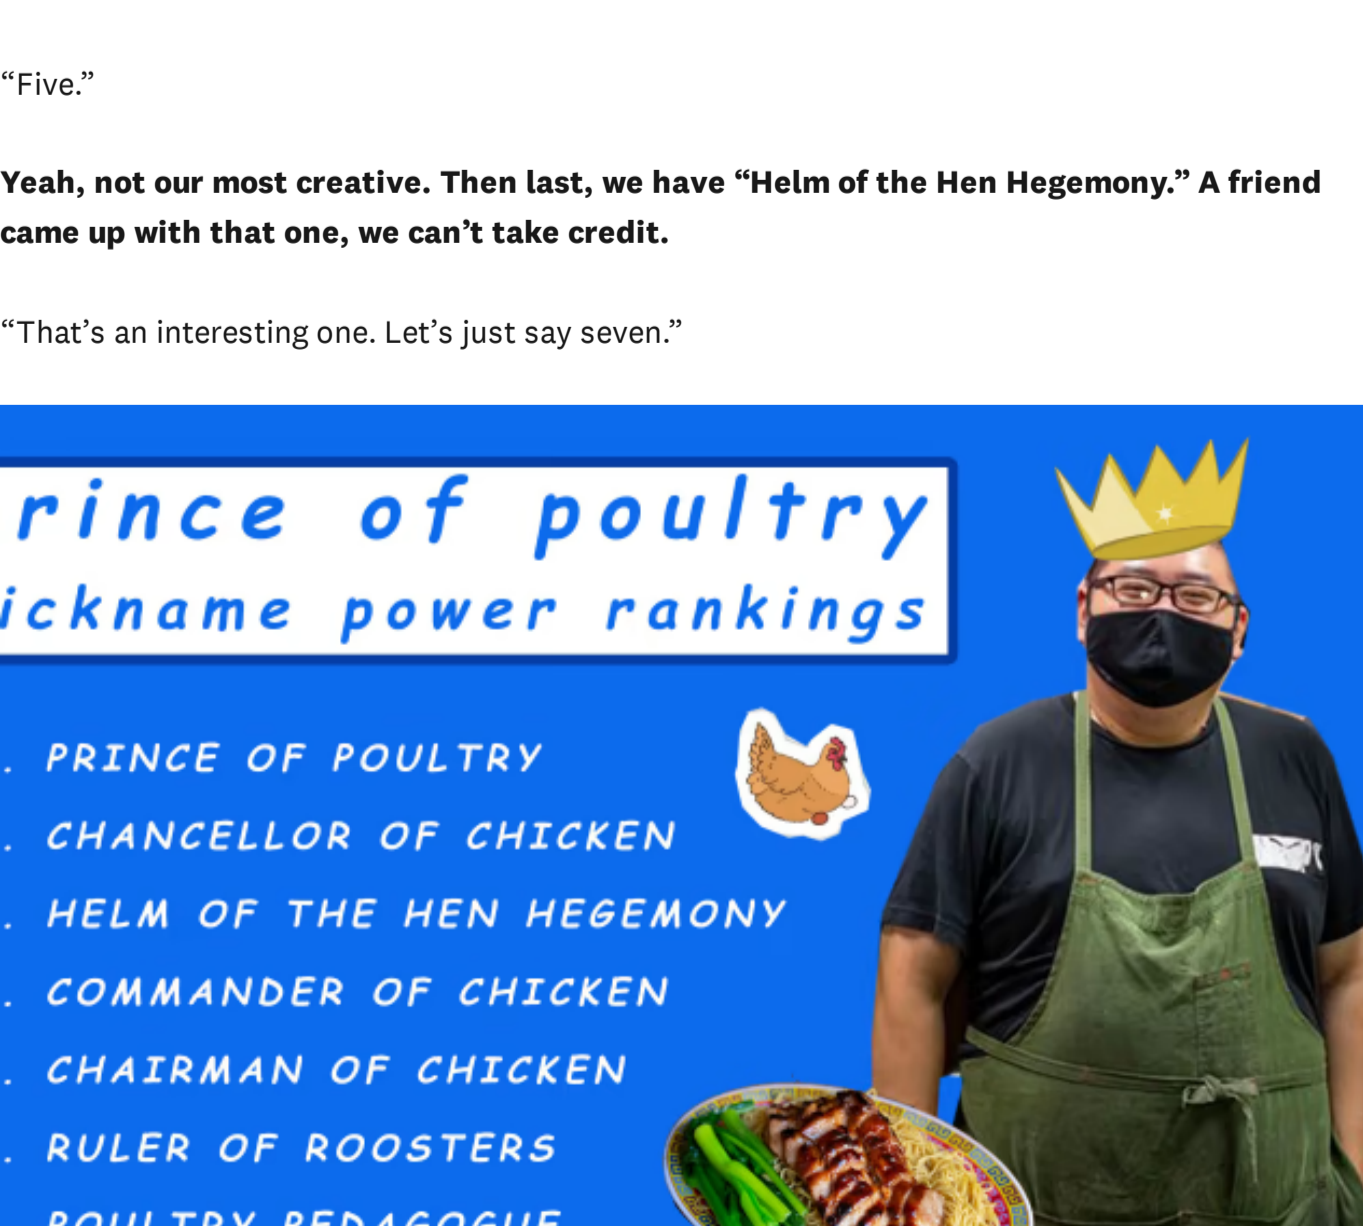 “Five.”
Yeah, not our most creative. Then last, we have “Helm of the Hen Hegemony.” A friend
came up with that one, we can’t take credit.
“That’s an interesting one. Let’s just say seven.”
rince of poultry
ickname power rankings
. PRINCE OF POULTRY
. CHANCELLOR OF CHICKEN
. HELM OF THE HEN HEGEMONY
. COMMANDER OF CHICKEN
. CHAIRMAN OF CHICKEN
. RULER OF ROOSTERS
POULTRY PEDAGOGUE